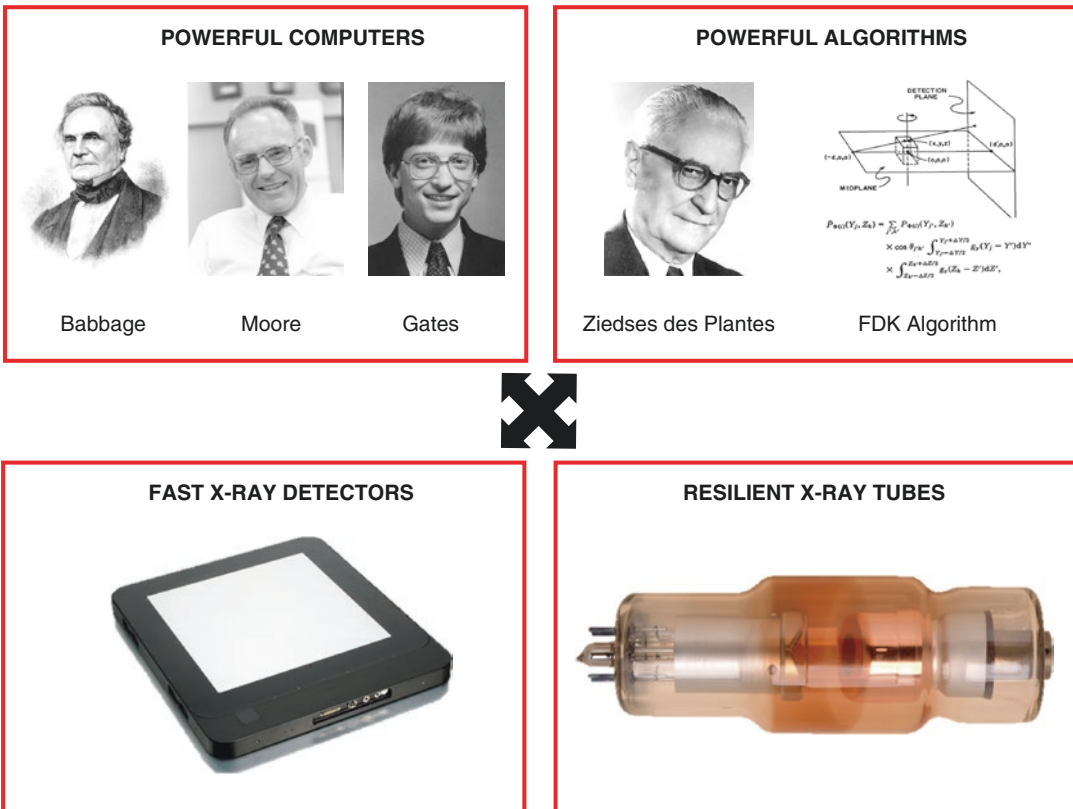 POWERFUL COMPUTERS
Babbage
Moore
Gates
POWERFUL ALGORITHMS
DETECTION
PLANE
(x,y,z)
(-d,o,o)
(d',o,o)
(o,o,o)
MIDPLANE
Ziedses des Plantes
FDK Algorithm
FAST X-RAY DETECTORS
RESILIENT X-RAY TUBES